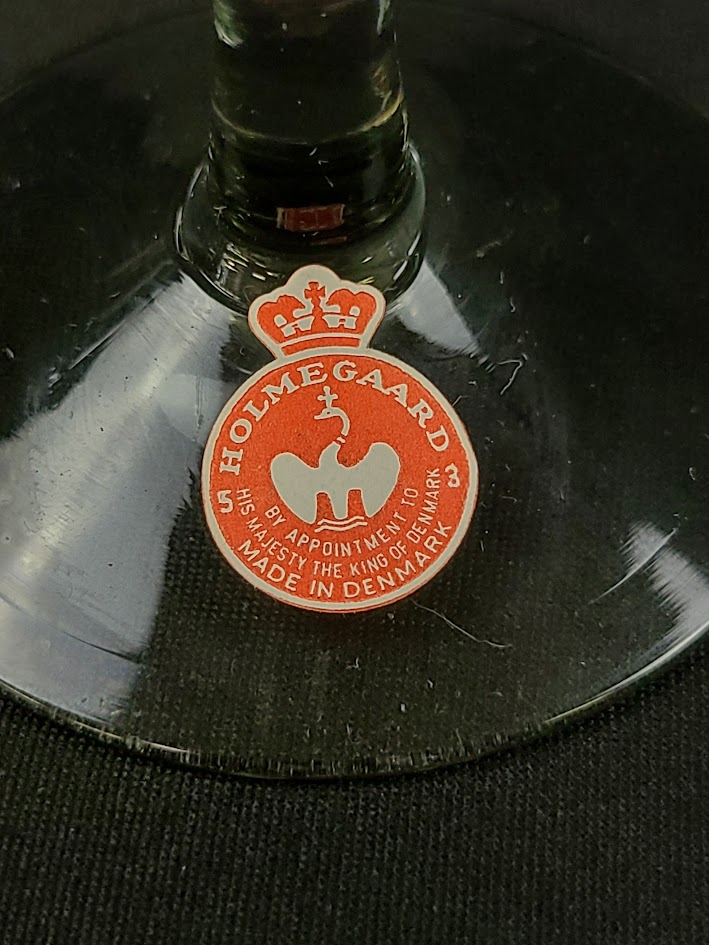 HOLMEGAARD
5 3
BY APPOINTMENT TO
HIS MAJESTY THE KING OF DENMARK
MADE IN DENMARK